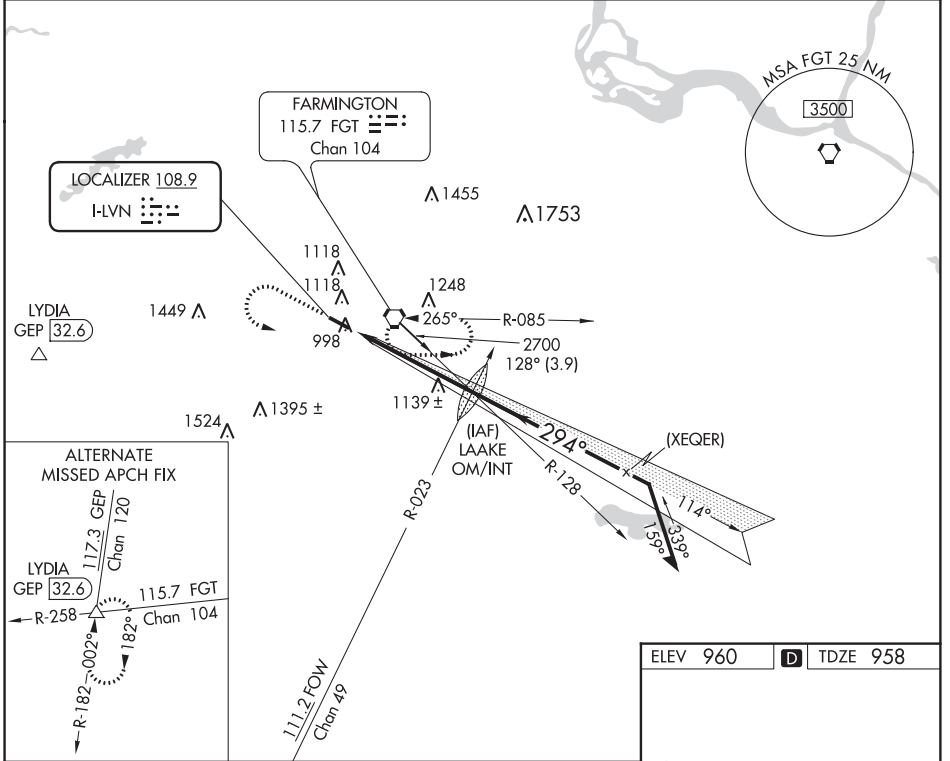 MSA FGT 25 NM
3500
FARMINGTON
115.7 FGT
Chan 104
LOCALIZER 108.9
I-LVN
1455
1753
1118
1118
1248
1449
998
LYDIA
GEP 32.6
265°
R-085
2700
128° (3.9)
1139 ±
1395 ±
1524
(IAF)
LAAKE
OM/INT
294°
(XEQER)
R-128
R-023
114°
339°
159°
111.2 FOW
Chan 49
ALTERNATE
MISSED APCH FIX
117.3 GEP
Chan 120
LYDIA
GEP 32.6
115.7 FGT
Chan 104
R-258
182°
R-182
002°
ELEV 960 D TDZE 958